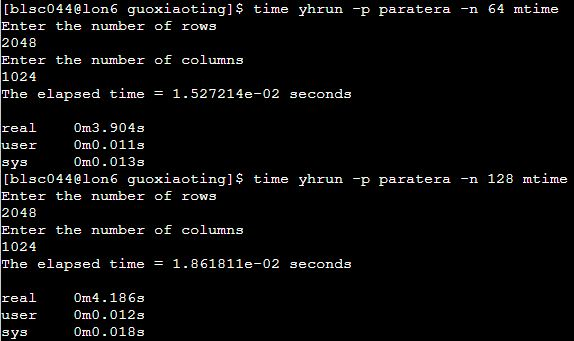 [blsc044@lon6 guoxiaoting]$ time yhrun -p paratera -n 64 mtime
Enter the number of rows
2048
Enter the number of columns
1024
The elapsed time = 1.527214e-02 seconds
real    0m3.904s
user    0m0.011s
sys     0m0.013s
[blsc044@lon6 guoxiaoting]$ time yhrun -p paratera -n 128 mtime
Enter the number of rows
2048
Enter the number of columns
1024
The elapsed time = 1.861811e-02 seconds
real    0m4.186s
user    0m0.012s
sys     0m0.018s